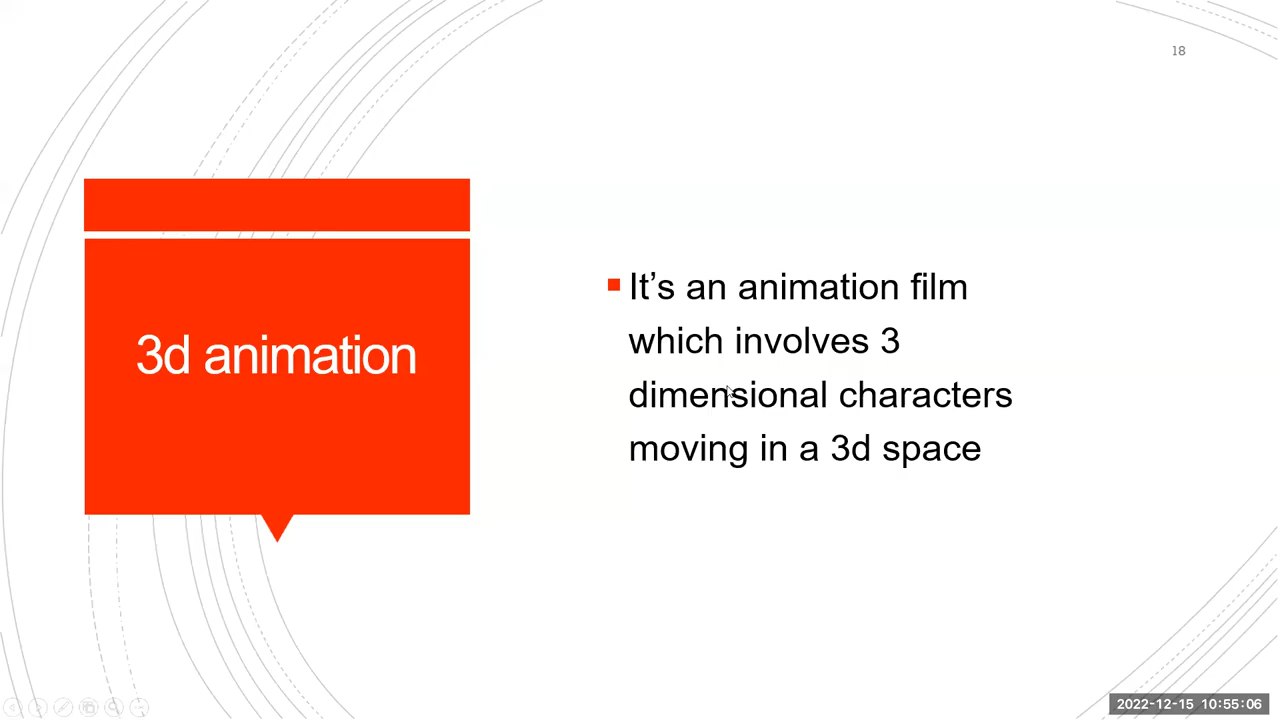 18
3d animation
It’s an animation film
which involves 3
dimensional characters
moving in a 3d space
2022-12-15 10:55:06